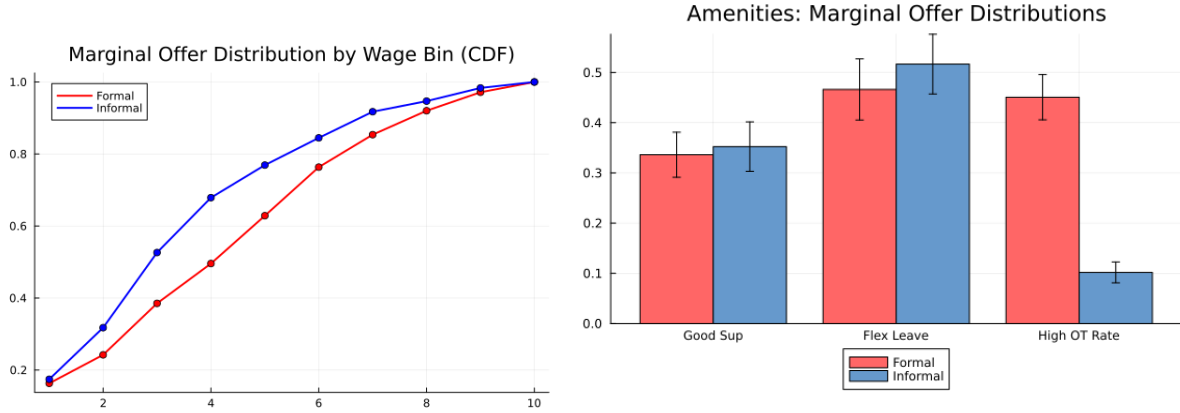 Marginal Offer Distribution by Wage Bin (CDF)
1.0
0.8
0.6
0.4
0.2
2
4
6
8
10
Formal
Informal
Amenities: Marginal Offer Distributions
0.5
0.4
0.3
0.2
0.1
0.0
Good Sup
Flex Leave
High OT Rate
Formal
Informal